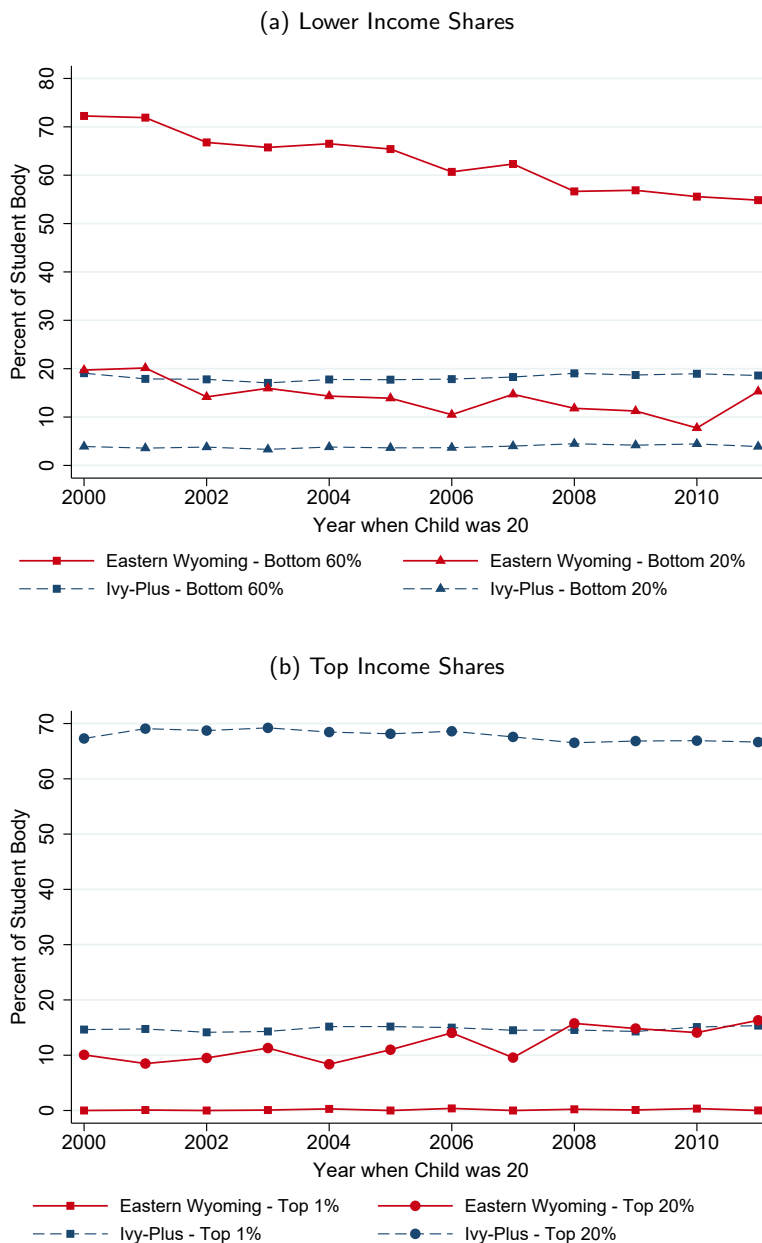 (a) Lower Income Shares
80
70
60
50
40
30
20
10
0
Percent of Student Body
2000 2002 2004 2006 2008 2010
Year when Child was 20
Eastern Wyoming - Bottom 60% Eastern Wyoming - Bottom 20%
Ivy-Plus - Bottom 60% Ivy-Plus - Bottom 20%
(b) Top Income Shares
70
60
50
40
30
20
10
0
Percent of Student Body
2000 2002 2004 2006 2008 2010
Year when Child was 20
Eastern Wyoming - Top 1% Eastern Wyoming - Top 20%
Ivy-Plus - Top 1% Ivy-Plus - Top 20%